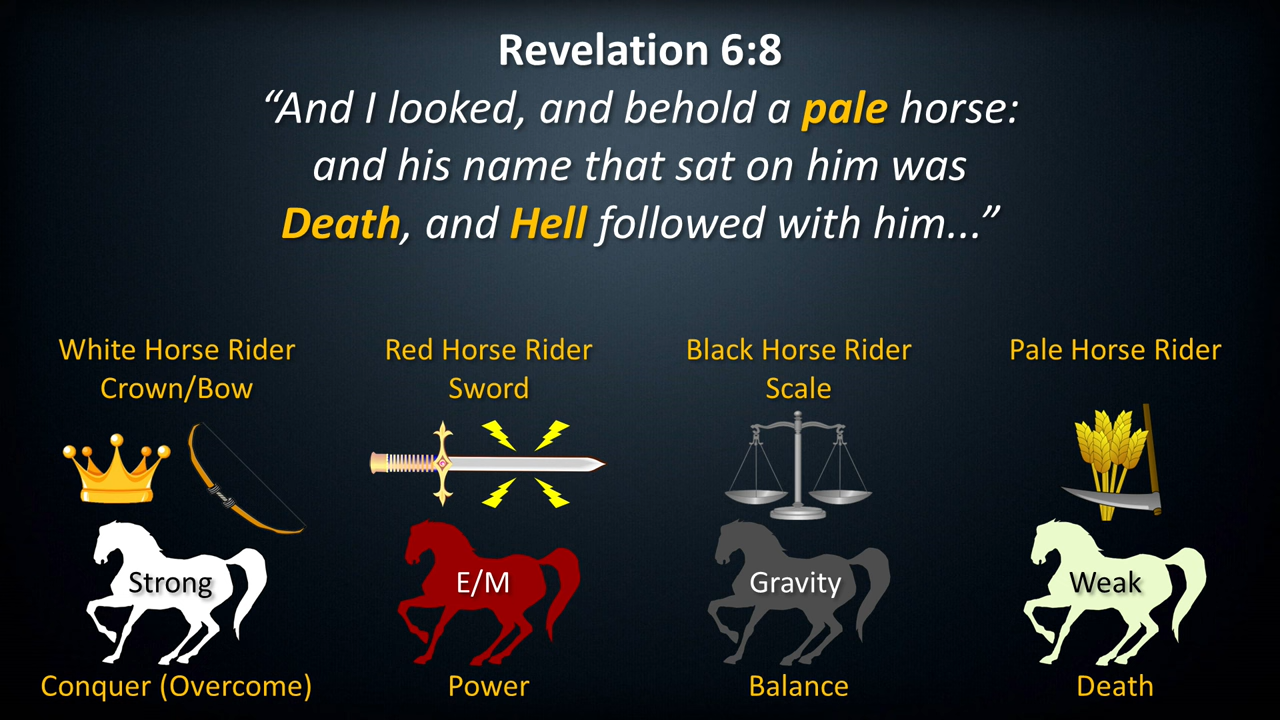 Revelation 6:8
“And I looked, and behold a pale horse:
and his name that sat on him was
Death, and Hell followed with him...”
White Horse Rider
Crown/Bow
Strong
Conquer (Overcome)
Red Horse Rider
Sword
E/M
Power
Black Horse Rider
Scale
Gravity
Balance
Pale Horse Rider
Weak
Death